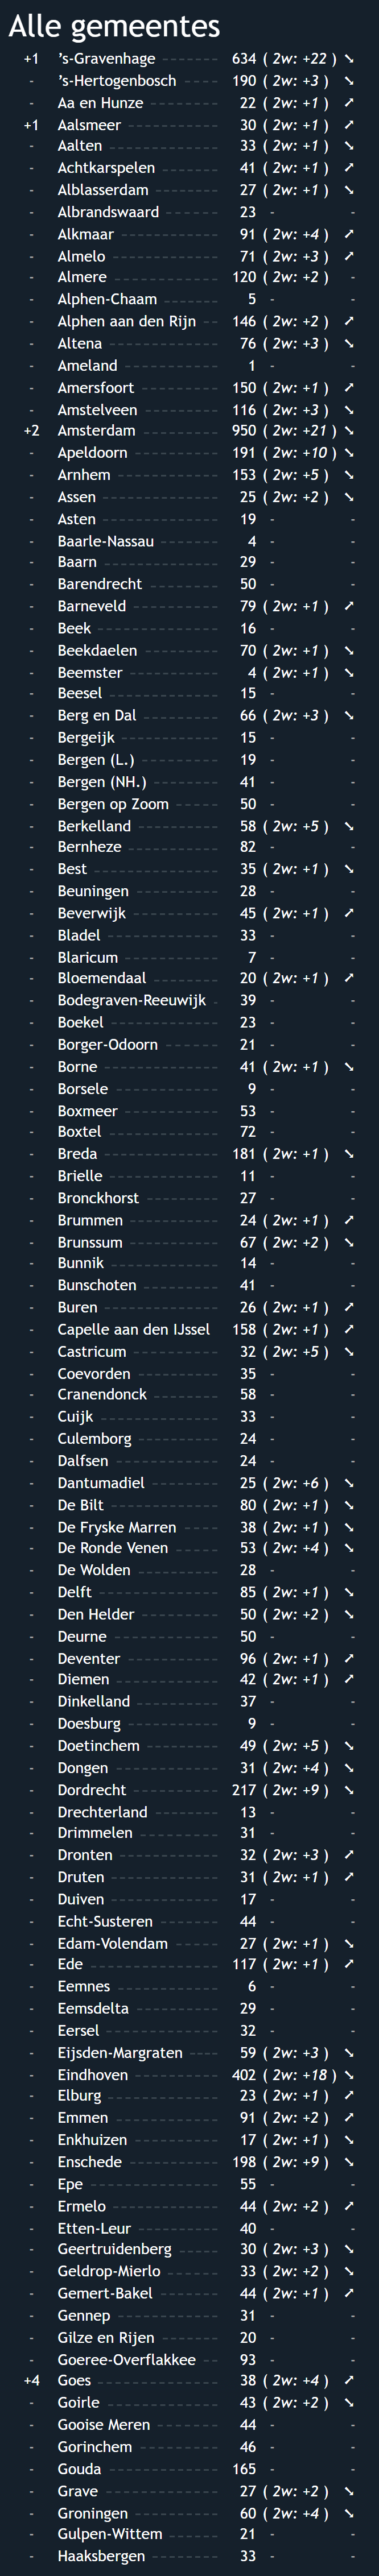 Alle gemeentes
+1 ’s-Gravenhage 634 ( 2w: +22 ) ↘
- ’s-Hertogenbosch 190 ( 2w: +3 ) ↘
- Aa en Hunze 22 ( 2w: +1 ) ↗
+1 Aalsmeer 30 ( 2w: +1 ) ↗
- Aalten 33 ( 2w: +1 ) ↘
- Achtkarspelen 41 ( 2w: +1 ) ↗
- Alblasserdam 27 ( 2w: +1 ) ↘
- Albrandswaard 23 - -
- Alkmaar 91 ( 2w: +4 ) ↗
- Almelo 71 ( 2w: +3 ) ↗
- Almere 120 ( 2w: +2 ) -
- Alphen-Chaam 5 - -
- Alphen aan den Rijn 146 ( 2w: +2 ) ↗
- Altena 76 ( 2w: +3 ) ↘
- Ameland 1 - -
- Amersfoort 150 ( 2w: +1 ) ↗
- Amstelveen 116 ( 2w: +3 ) ↘
+2 Amsterdam 950 ( 2w: +21 ) ↘
- Apeldoorn 191 ( 2w: +10 ) ↘
- Arnhem 153 ( 2w: +5 ) ↘
- Assen 25 ( 2w: +2 ) ↘
- Asten 19 - -
- Baarle-Nassau 4 - -
- Baarn 29 - -
- Barendrecht 50 - -
- Barneveld 79 ( 2w: +1 ) ↗
- Beek 16 - -
- Beekdaelen 70 ( 2w: +1 ) ↘
- Beemster 4 ( 2w: +1 ) ↘
- Beesel 15 - -
- Berg en Dal 66 ( 2w: +3 ) ↘
- Bergeijk 15 - -
- Bergen (L.) 19 - -
- Bergen (NH.) 41 - -
- Bergen op Zoom 50 - -
- Berkelland 58 ( 2w: +5 ) ↘
- Bernheze 82 - -
- Best 35 ( 2w: +1 ) ↘
- Beuningen 28 - -
- Beverwijk 45 ( 2w: +1 ) ↗
- Bladel 33 - -
- Blaricum 7 - -
- Bloemendaal 20 ( 2w: +1 ) ↗
- Bodegraven-Reeuwijk 39 - -
- Boekel 23 - -
- Borger-Odoorn 21 - -
- Borne 41 ( 2w: +1 ) ↘
- Borsele 9 - -
- Boxmeer 53 - -
- Boxtel 72 - -
- Breda 181 ( 2w: +1 ) ↘
- Brielle 11 - -
- Bronckhorst 27 - -
- Brummen 24 ( 2w: +1 ) ↗
- Brunssum 67 ( 2w: +2 ) ↘
- Bunnik 14 - -
- Bunschoten 41 - -
- Buren 26 ( 2w: +1 ) ↗
- Capelle aan den IJssel 158 ( 2w: +1 ) ↗
- Castricum 32 ( 2w: +5 ) ↘
- Coevorden 35 - -
- Cranendonck 58 - -
- Cuijk 33 - -
- Culemborg 24 - -
- Dalfsen 24 - -
- Dantumadiel 25 ( 2w: +6 ) ↘
- De Bilt 80 ( 2w: +1 ) ↘
- De Fryske Marren 38 ( 2w: +1 ) ↘
- De Ronde Venen 53 ( 2w: +4 ) ↘
- De Wolden 28 - -
- Delft 85 ( 2w: +1 ) ↘
- Den Helder 50 ( 2w: +2 ) ↘
- Deurne 50 - -
- Deventer 96 ( 2w: +1 ) ↗
- Diemen 42 ( 2w: +1 ) ↗
- Dinkelland 37 - -
- Doesburg 9 - -
- Doetinchem 49 ( 2w: +5 ) ↘
- Dongen 31 ( 2w: +4 ) ↘
- Dordrecht 217 ( 2w: +9 ) ↘
- Drechterland 13 - -
- Drimmelen 31 - -
- Dronten 32 ( 2w: +3 ) ↗
- Druten 31 ( 2w: +1 ) ↗
- Duiven 17 - -
- Echt-Susteren 44 - -
- Edam-Volendam 27 ( 2w: +1 ) ↘
- Ede 117 ( 2w: +1 ) ↗
- Eemnes 6 - -
- Eemsdelta 29 - -
- Eersel 32 - -
- Eijsden-Margraten 59 ( 2w: +3 ) ↘
- Eindhoven 402 ( 2w: +18 ) ↘
- Elburg 23 ( 2w: +1 ) ↗
- Emmen 91 ( 2w: +2 ) ↗
- Enkhuizen 17 ( 2w: +1 ) ↘
- Enschede 198 ( 2w: +9 ) ↘
- Epe 55 - -
- Ermelo 44 ( 2w: +2 ) ↗
- Etten-Leur 40 - -
- Geertruidenberg 30 ( 2w: +3 ) ↘
- Geldrop-Mierlo 33 ( 2w: +2 ) ↘
- Gemert-Bakel 44 ( 2w: +1 ) ↗
- Gennep 31 - -
- Gilze en Rijen 20 - -
- Goeree-Overflakkee 93 - -
+4 Goes 38 ( 2w: +4 ) ↗
- Goirle 43 ( 2w: +2 ) ↘
- Gooise Meren 44 - -
- Gorinchem 46 - -
- Gouda 165 - -
- Grave 27 ( 2w: +2 ) ↘
- Groningen 60 ( 2w: +4 ) ↘
- Gulpen-Wittem 21 - -
- Haaksbergen 33 - -